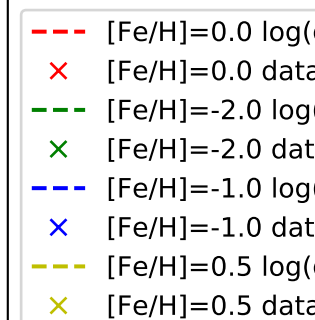 [Fe/H]=0.0 log(
[Fe/H]=0.0 data
[Fe/H]=-2.0 log(
[Fe/H]=-2.0 dat
[Fe/H]=-1.0 log(
[Fe/H]=-1.0 dat
[Fe/H]=0.5 log(
[Fe/H]=0.5 data